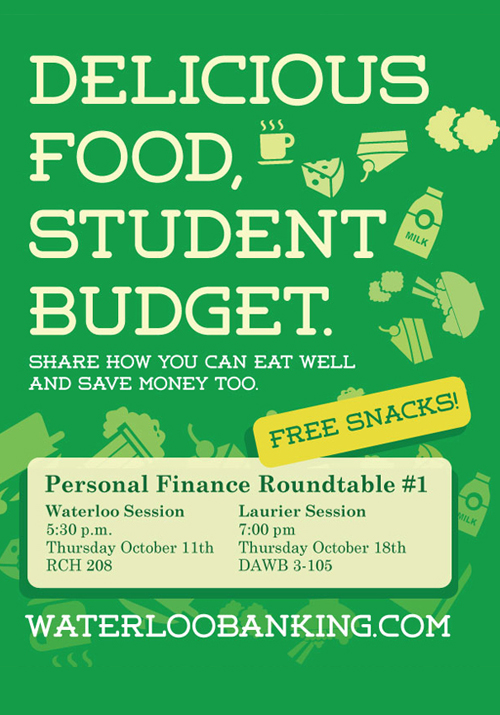 DELICIOUS
FOOD,
STUDENT
BUDGET.
MILK
SHARE HOW YOU CAN EAT WELL
AND SAVE MONEY TOO.
FREE SNACKS!
Personal Finance Roundtable #1
Waterloo Session
5:30 p.m.
Thursday October 11th
RCH 208
Laurier Session
7:00 pm
Thursday October 18th
DAWB 3-105
MILK
WATERLOOBANKING.COM